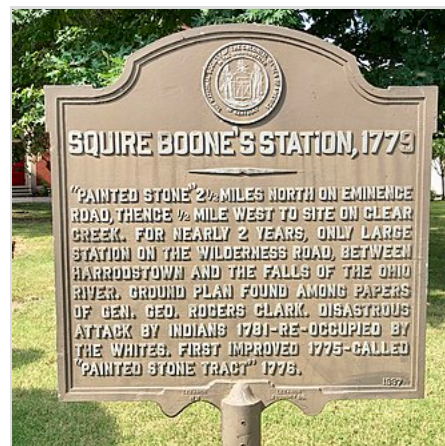 SQUIRE BOONE'S STATION, 1779
"PAINTED STONE" 2½ MILES NORTH ON EMINENCE
ROAD, THENCE ½ MILE WEST TO SITE ON CLEAR
CREEK. FOR NEARLY 2 YEARS, ONLY LARGE
STATION ON THE WILDERNESS ROAD, BETWEEN
HARRODSTOWN AND THE FALLS OF THE OHIO
RIVER. GROUND PLAN FOUND AMONG PAPERS
OF GEN. GEO. ROGERS CLARK. DISASTROUS
ATTACK BY INDIANS 1781-RE-OCCUPIED BY
THE WHITES. FIRST IMPROVED 1775-CALLED
"PAINTED STONE TRACT" 1776.
1937